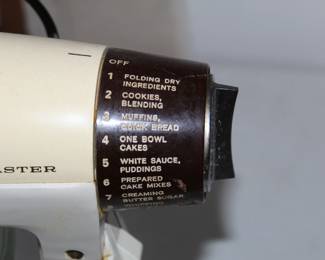 OFF
1 FOLDING DRY
INGREDIENTS
2 COOKIES,
BLENDING
3 MUFFINS,
QUICK BREAD
4 ONE BOWL
CAKES
5 WHITE SAUCE,
PUDDINGS
6 PREPARED
CAKE MIXES
7 CREAMING
BUTTER SUGAR
ASTER